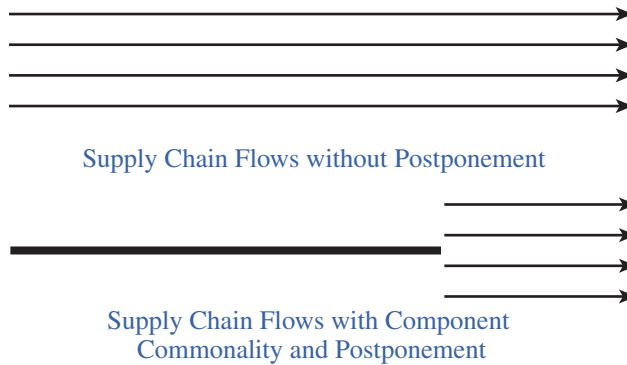 Supply Chain Flows without Postponement
Supply Chain Flows with Component
Commonality and Postponement